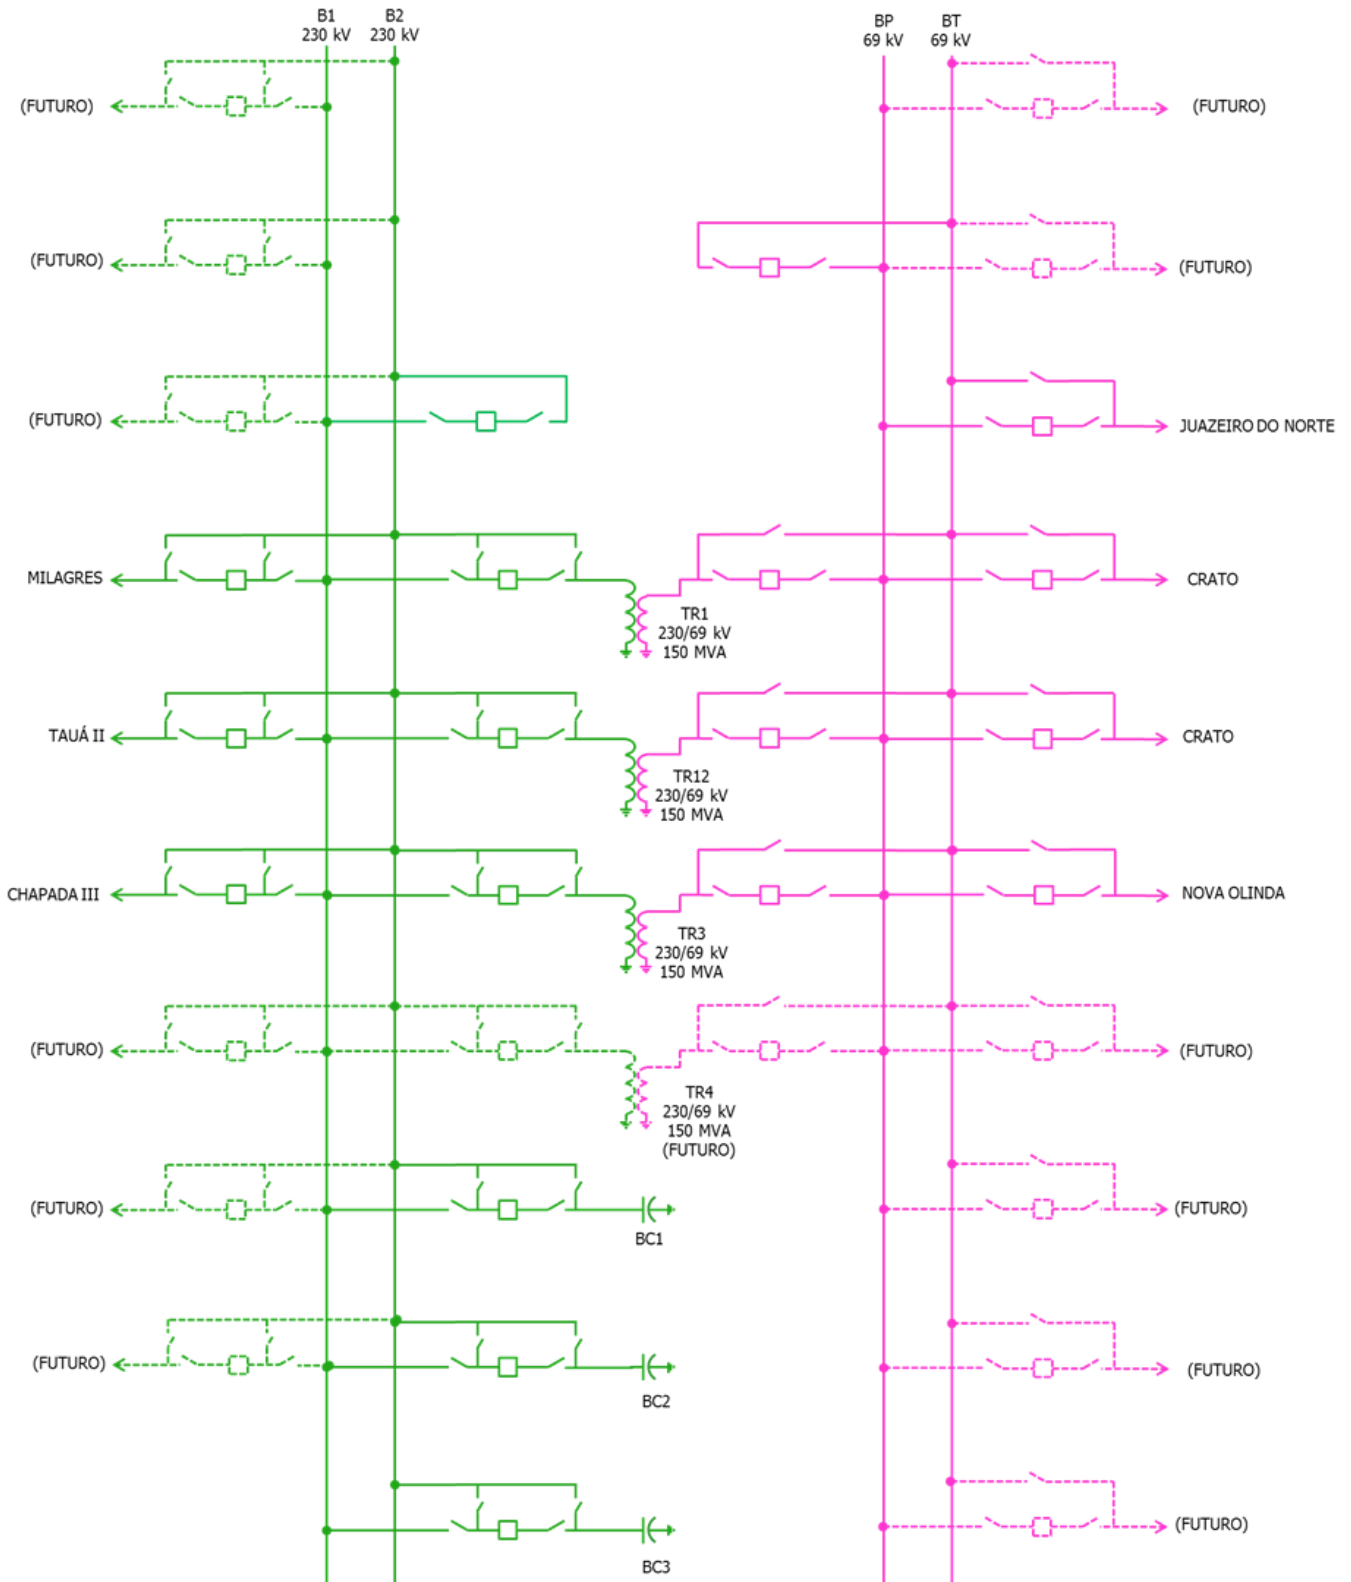 B1
230 kV
B2
230 kV
BP
69 kV
BT
69 kV
(FUTURO)
(FUTURO)
(FUTURO)
(FUTURO)
(FUTURO)
JUAZEIRO DO NORTE
MILAGRES
TR1
230/69 kV
150 MVA
CRATO
TAUÁ II
TR12
230/69 kV
150 MVA
CRATO
CHAPADA III
TR3
230/69 kV
150 MVA
NOVA OLINDA
(FUTURO)
TR4
230/69 kV
150 MVA
(FUTURO)
(FUTURO)
(FUTURO)
BC1
(FUTURO)
(FUTURO)
BC2
(FUTURO)
BC3
(FUTURO)